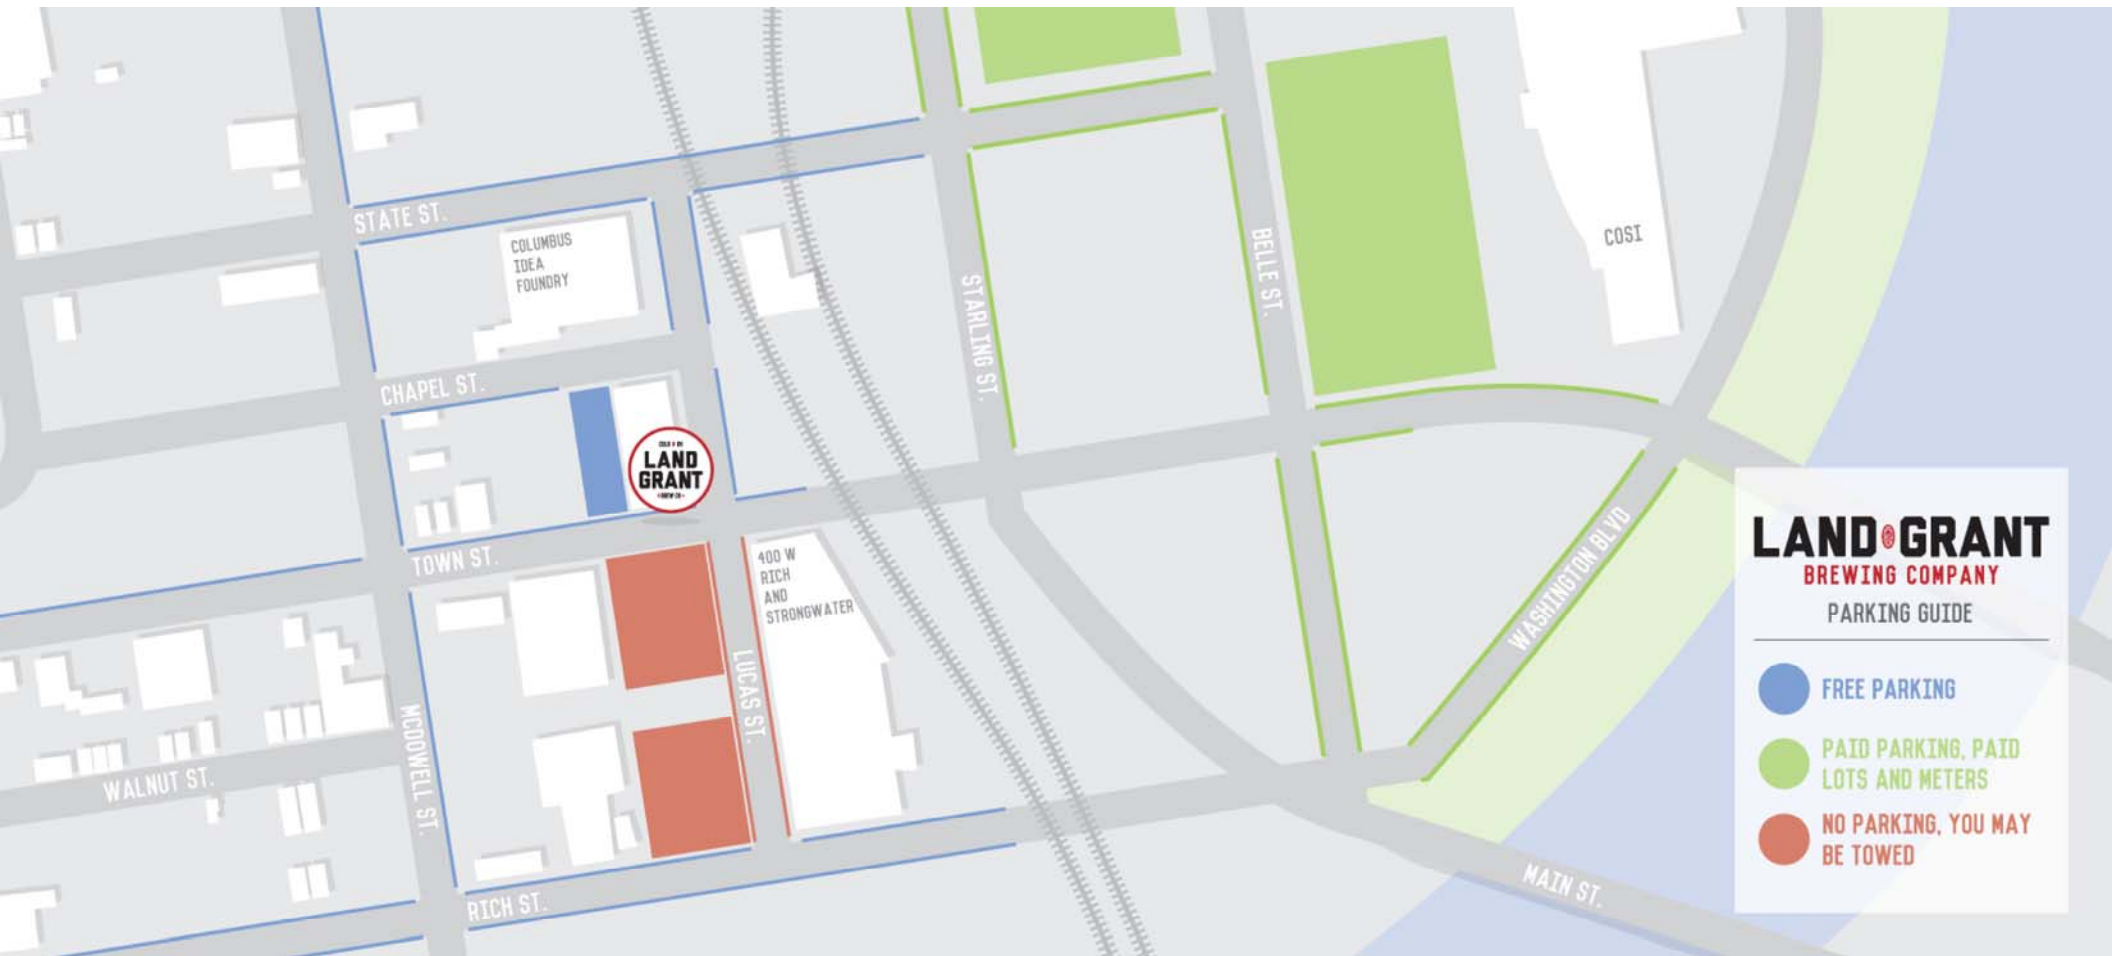 STATE ST.
COLUMBUS
IDEA
FOUNDRY
CHAPEL ST.
LAND
GRANT
STARLING ST.
BELLE ST.
COSI
TOWN ST.
400 W
RICH
AND
STRONGWATER
LUCAS ST.
MCDOWELL ST.
WALNUT ST.
RICH ST.
WASHINGTON BLVD
MAIN ST.
LAND GRANT
BREWING COMPANY
PARKING GUIDE
FREE PARKING
PAID PARKING, PAID
LOTS AND METERS
NO PARKING, YOU MAY
BE TOWED